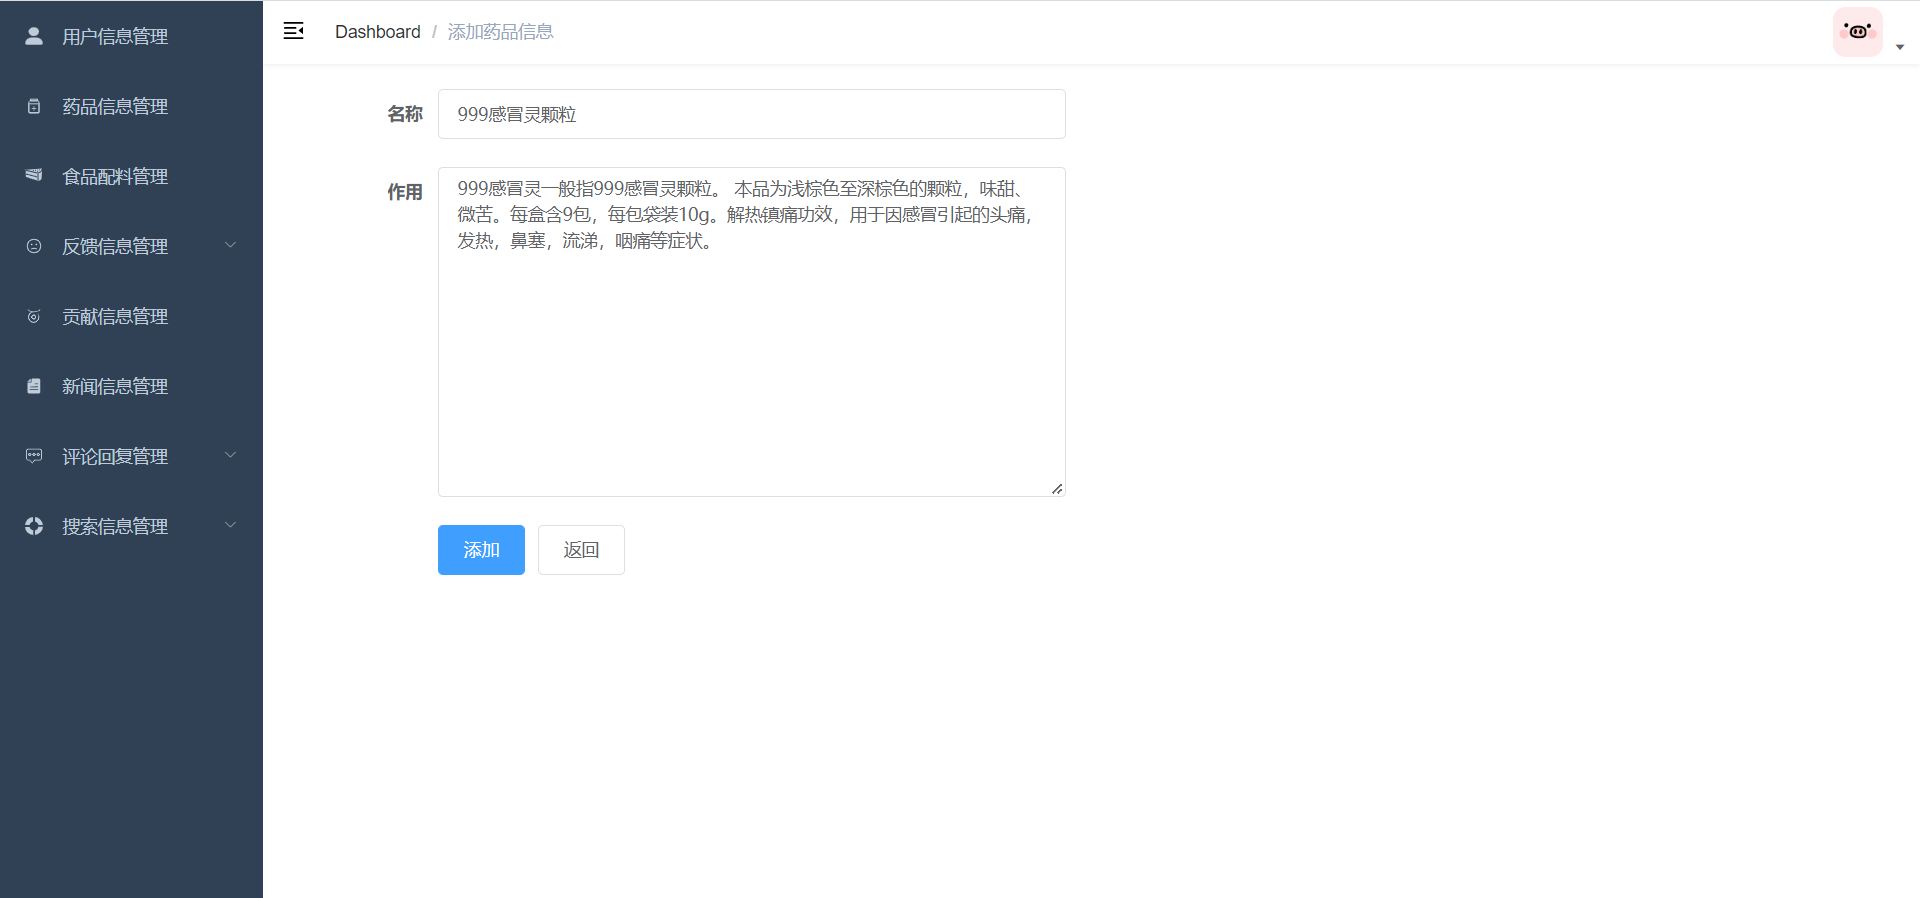 用户信息管理
药品信息管理
食品配料管理
反馈信息管理
贡献信息管理
新闻信息管理
评论回复管理
搜索信息管理
Dashboard / 添加药品信息
名称
999感冒灵颗粒
作用
999感冒灵一般指999感冒灵颗粒。 本品为浅棕色至深棕色的颗粒，味甜、
微苦。每盒含9包，每包袋装10g。解热镇痛功效，用于因感冒引起的头痛，
发热，鼻塞，流涕，咽痛等症状。
添加
返回